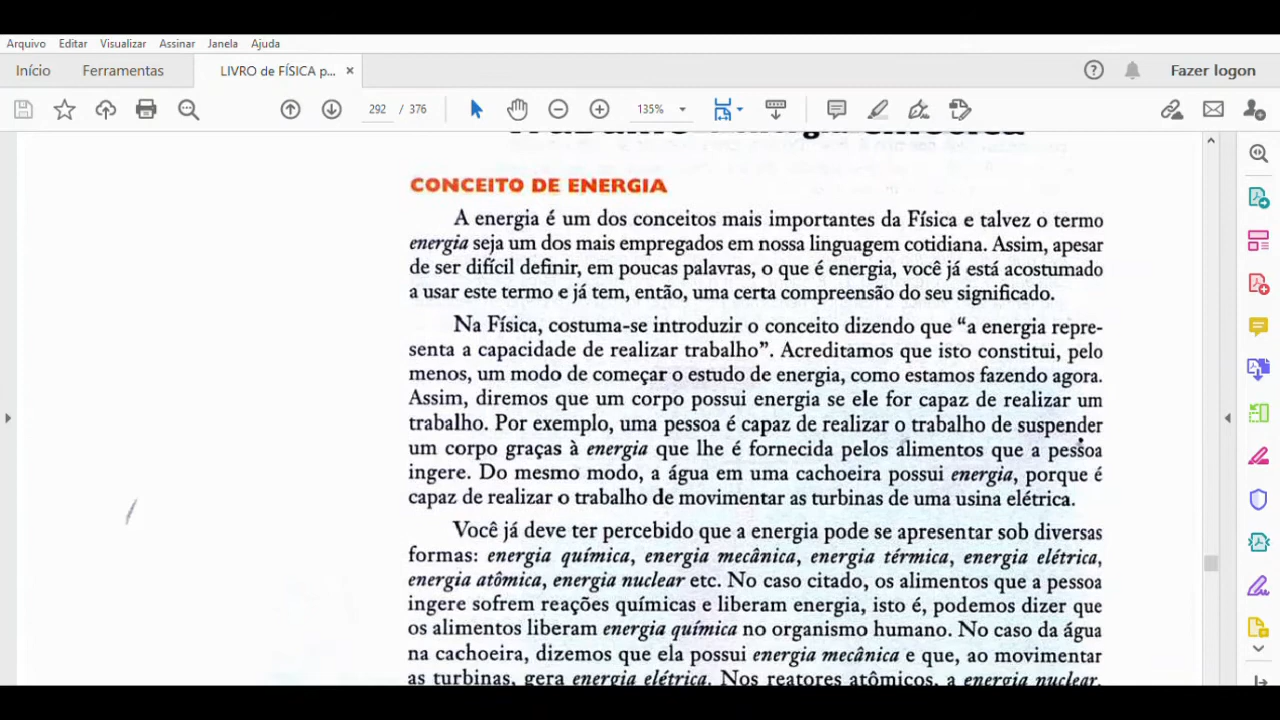 Arquivo Editar Visualizar Assinar Janela Ajuda
Início Ferramentas LIVRO de FÍSICA p... × Fazer logon
292 / 376 135%
CONCEITO DE ENERGIA
A energia é um dos conceitos mais importantes da Física e talvez o termo
energia seja um dos mais empregados em nossa linguagem cotidiana. Assim, apesar
de ser difícil definir, em poucas palavras, o que é energia, você já está acostumado
a usar este termo e já tem, então, uma certa compreensão do seu significado.
Na Física, costuma-se introduzir o conceito dizendo que “a energia repre-
senta a capacidade de realizar trabalho”. Acreditamos que isto constitui, pelo
menos, um modo de começar o estudo de energia, como estamos fazendo agora.
Assim, diremos que um corpo possui energia se ele for capaz de realizar um
trabalho. Por exemplo, uma pessoa é capaz de realizar o trabalho de suspender
um corpo graças à energia que lhe é fornecida pelos alimentos que a pessoa
ingere. Do mesmo modo, a água em uma cachoeira possui energia, porque é
capaz de realizar o trabalho de movimentar as turbinas de uma usina elétrica.
Você já deve ter percebido que a energia pode se apresentar sob diversas
formas: energia química, energia mecânica, energia térmica, energia elétrica,
energia atômica, energia nuclear etc. No caso citado, os alimentos que a pessoa
ingere sofrem reações químicas e liberam energia, isto é, podemos dizer que
os alimentos liberam energia química no organismo humano. No caso da água
na cachoeira, dizemos que ela possui energia mecânica e que, ao movimentar
as turbinas, gera energia elétrica. Nos reatores atômicos, a energia nuclear,